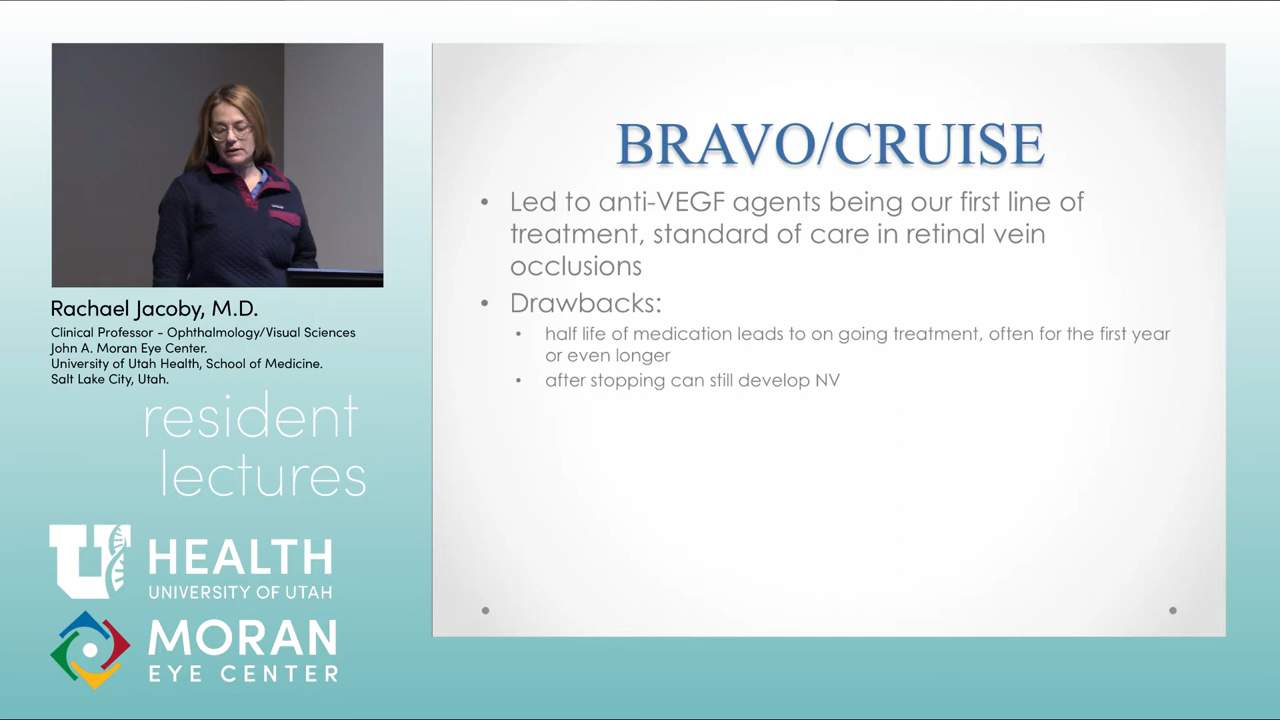 BRAVO/CRUISE
• Led to anti-VEGF agents being our first line of
treatment, standard of care in retinal vein
occlusions
• Drawbacks:
• half life of medication leads to on going treatment, often for the first year
or even longer
• after stopping can still develop NV
Rachael Jacoby, M.D.
Clinical Professor - Ophthalmology/Visual Sciences
John A. Moran Eye Center.
University of Utah Health, School of Medicine.
Salt Lake City, Utah.
resident
lectures
U HEALTH
UNIVERSITY OF UTAH
MORAN
EYE CENTER